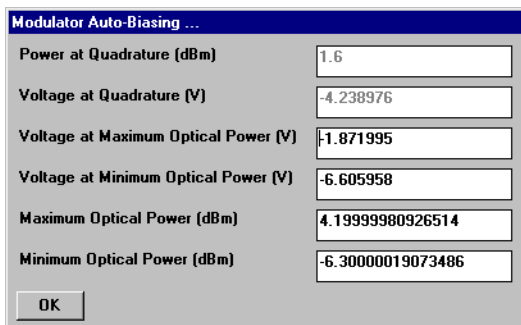 Modulator Auto-Biasing ...
Power at Quadrature (dBm) 1.6
Voltage at Quadrature (V) -4.238976
Voltage at Maximum Optical Power (V) -1.871995
Voltage at Minimum Optical Power (V) -6.605958
Maximum Optical Power (dBm) 4.19999980926514
Minimum Optical Power (dBm) -6.30000019073486
OK